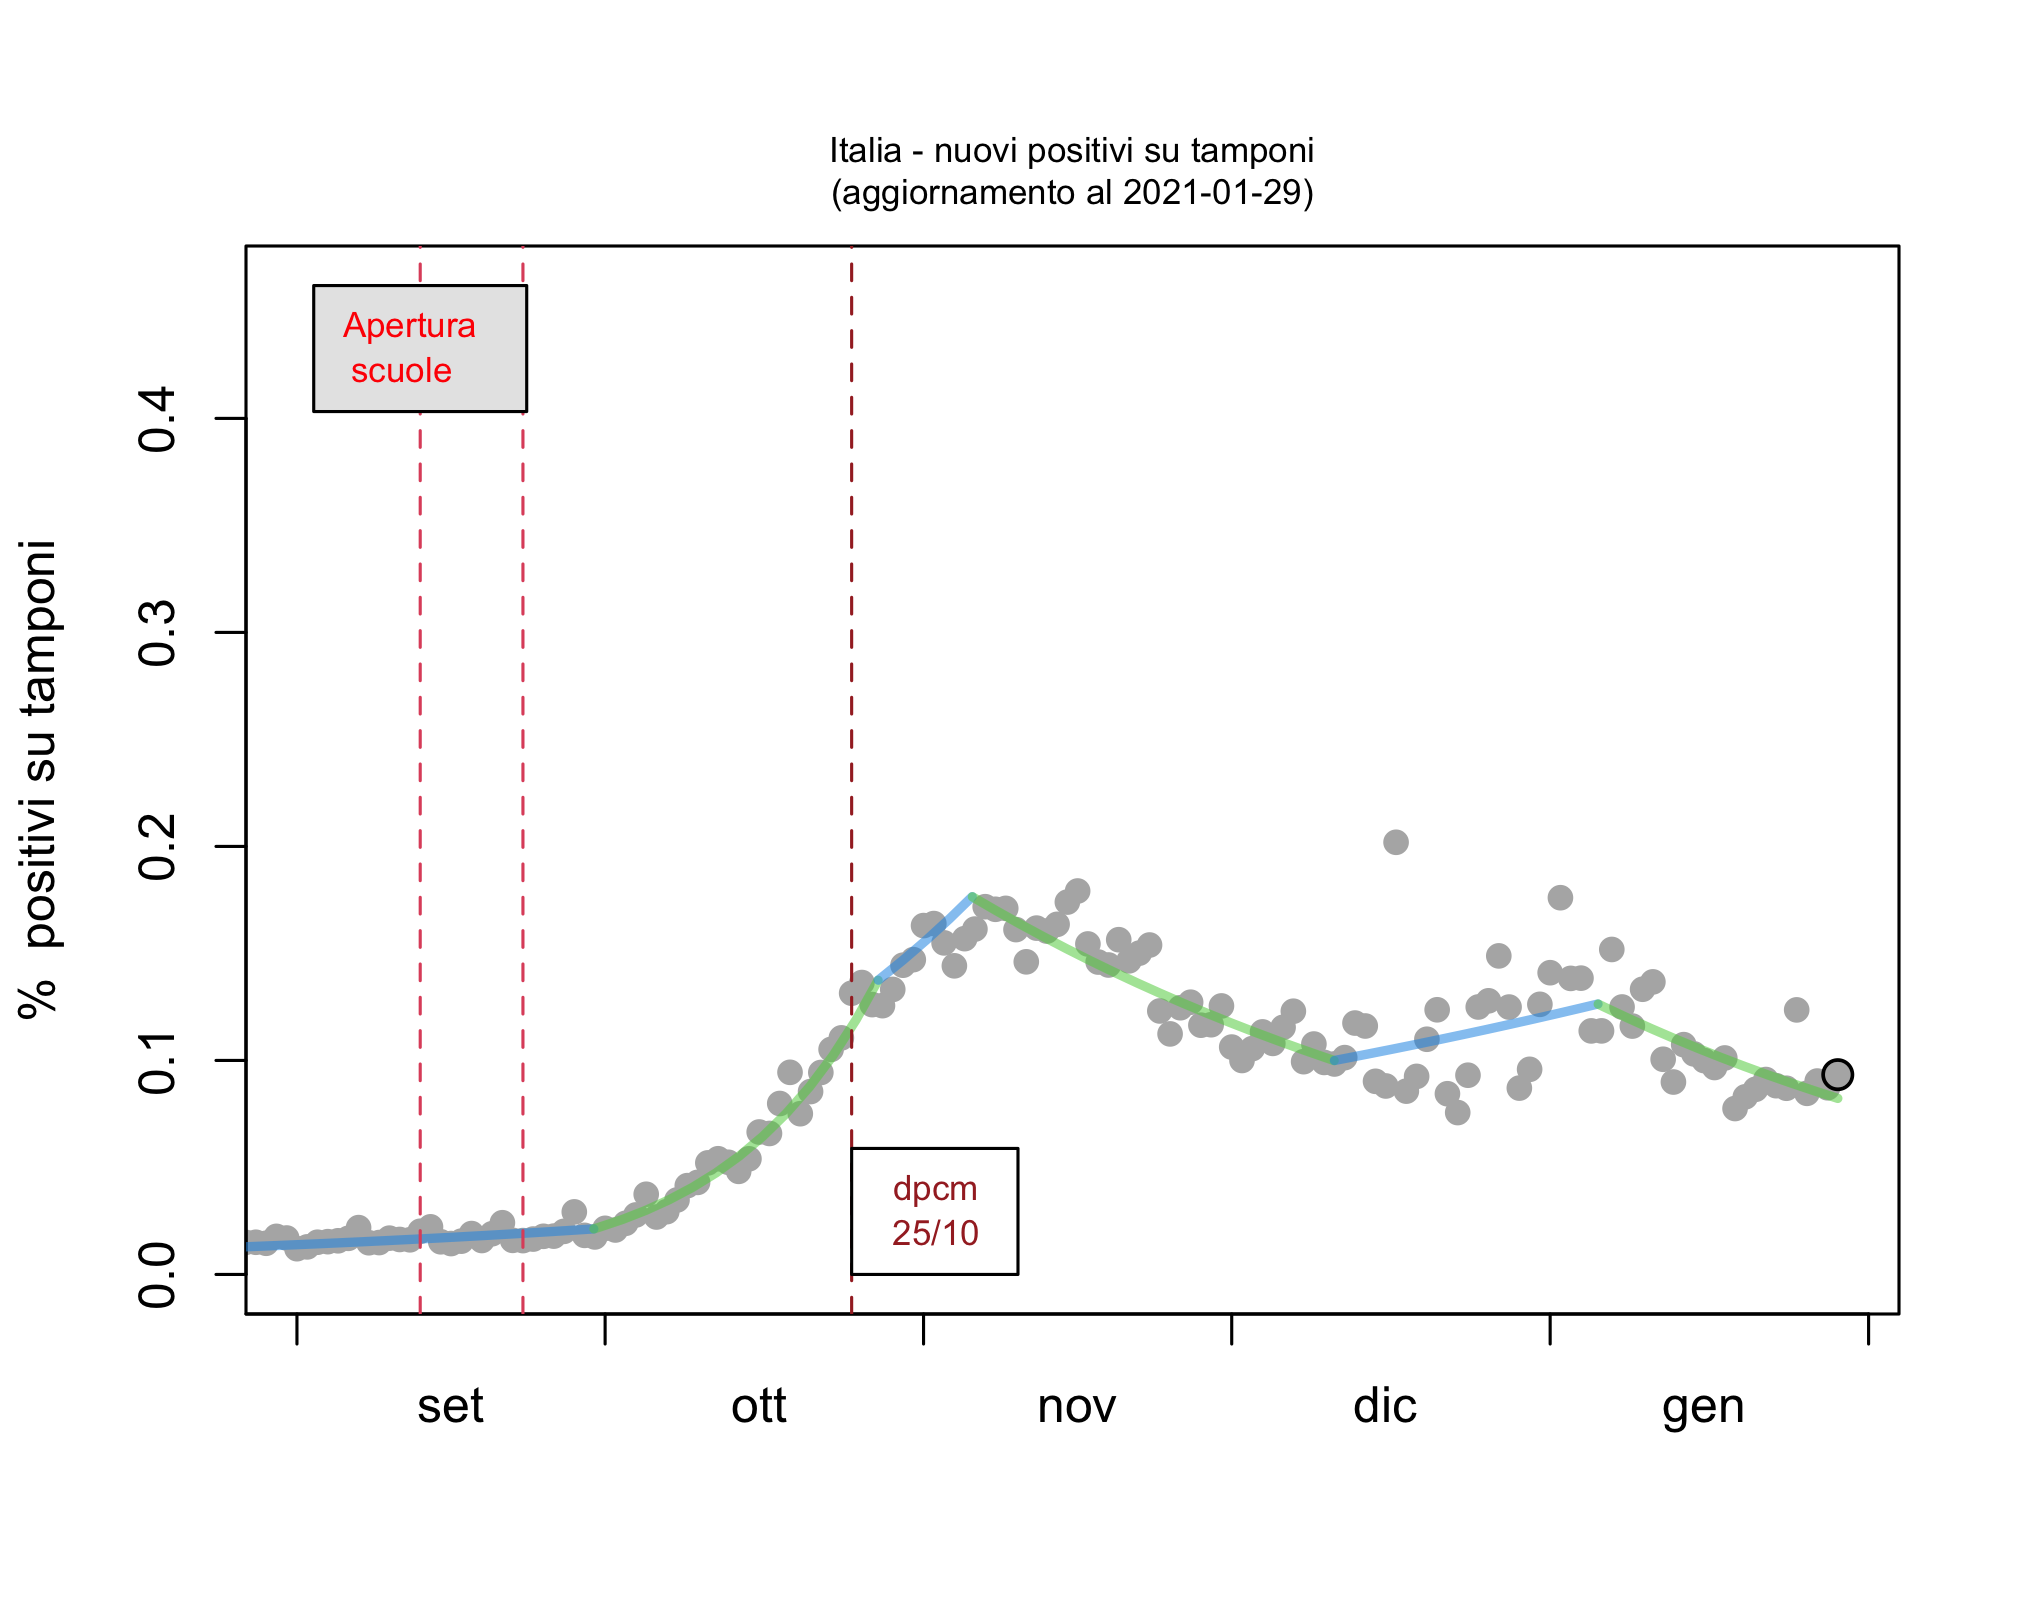 Italia - nuovi positivi su tamponi
(aggiornamento al 2021-01-29)
Apertura
scuole
0.4
0.3
0.2
0.1
0.0
% positivi su tamponi
dpcm
25/10
set ott nov dic gen